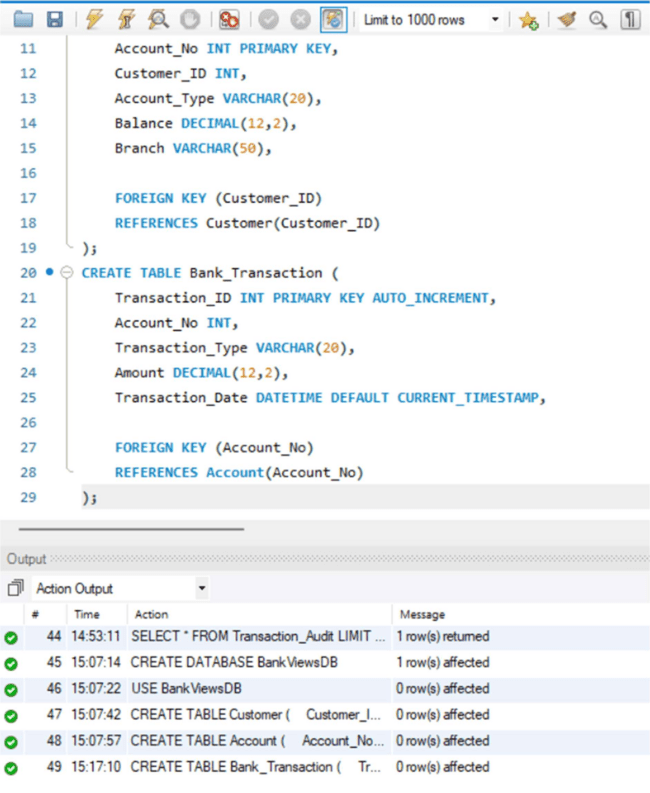 Limit to 1000 rows
11 Account_No INT PRIMARY KEY,
12 Customer_ID INT,
13 Account_Type VARCHAR(20),
14 Balance DECIMAL(12,2),
15 Branch VARCHAR(50),
16
17 FOREIGN KEY (Customer_ID)
18 REFERENCES Customer(Customer_ID)
19 );
20 CREATE TABLE Bank_Transaction (
21 Transaction_ID INT PRIMARY KEY AUTO_INCREMENT,
22 Account_No INT,
23 Transaction_Type VARCHAR(20),
24 Amount DECIMAL(12,2),
25 Transaction_Date DATETIME DEFAULT CURRENT_TIMESTAMP,
26
27 FOREIGN KEY (Account_No)
28 REFERENCES Account(Account_No)
29 );
Output
Action Output
# Time Action Message
44 14:53:11 SELECT * FROM Transaction_Audit LIMIT ... 1 row(s) returned
45 15:07:14 CREATE DATABASE BankViewsDB 1 row(s) affected
46 15:07:22 USE BankViewsDB 0 row(s) affected
47 15:07:42 CREATE TABLE Customer ( Customer_I... 0 row(s) affected
48 15:07:57 CREATE TABLE Account ( Account_No... 0 row(s) affected
49 15:17:10 CREATE TABLE Bank_Transaction ( Tr... 0 row(s) affected